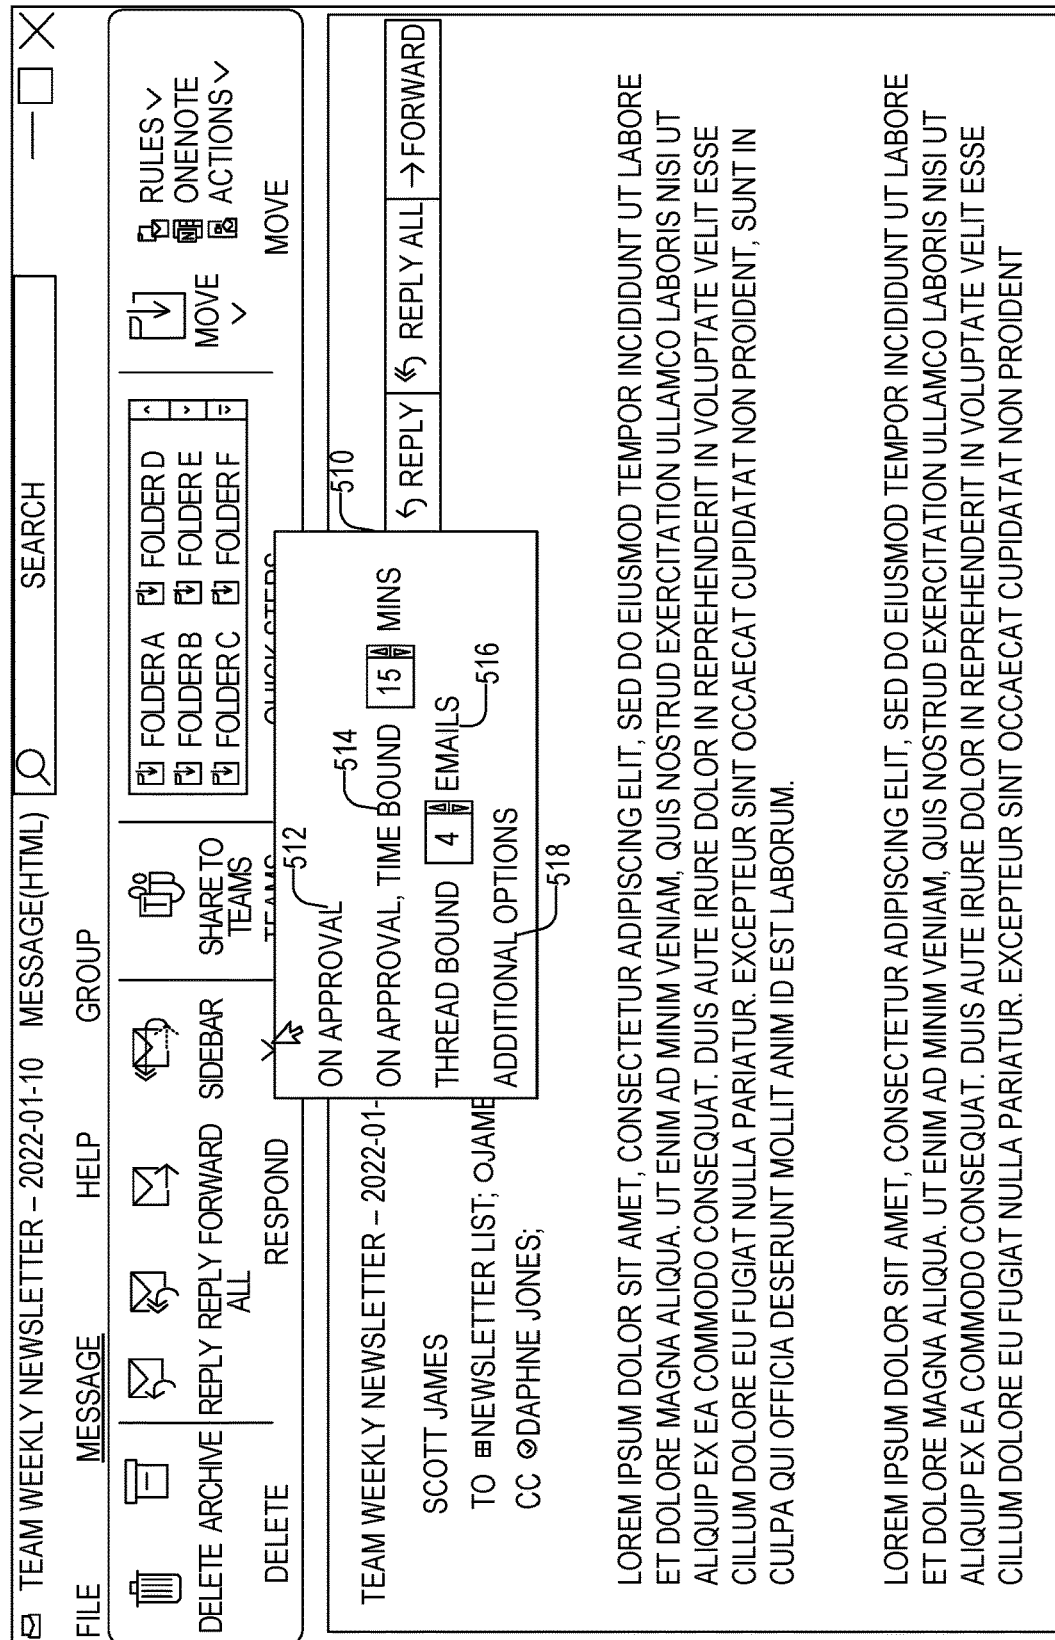 TEAM WEEKLY NEWSLETTER – 2022-01-10 MESSAGE(HTML)
SEARCH
FILE MESSAGE HELP GROUP
DELETE ARCHIVE
DELETE
REPLY REPLY ALL FORWARD SIDEBAR
RESPOND
SHARE TO
TEAMS
TEAMS
FOLDER A FOLDER D
FOLDER B FOLDER E
FOLDER C FOLDER F
QUICK STEPS
MOVE
RULES
ONENOTE
ACTIONS
MOVE
510
ON APPROVAL 512
ON APPROVAL, TIME BOUND 15 MINS 514
THREAD BOUND 4 EMAILS 516
ADDITIONAL OPTIONS 518
TEAM WEEKLY NEWSLETTER – 2022-01-
REPLY REPLY ALL FORWARD
SCOTT JAMES
TO NEWSLETTER LIST; JAME
CC DAPHNE JONES;
LOREM IPSUM DOLOR SIT AMET, CONSECTETUR ADIPISCING ELIT, SED DO EIUSMOD TEMPOR INCIDIDUNT UT LABORE
ET DOLORE MAGNA ALIQUA. UT ENIM AD MINIM VENIAM, QUIS NOSTRUD EXERCITATION ULLAMCO LABORIS NISI UT
ALIQUIP EX EA COMMODO CONSEQUAT. DUIS AUTE IRURE DOLOR IN REPREHENDERIT IN VOLUPTATE VELIT ESSE
CILLUM DOLORE EU FUGIAT NULLA PARIATUR. EXCEPTEUR SINT OCCAECAT CUPIDATAT NON PROIDENT, SUNT IN
CULPA QUI OFFICIA DESERUNT MOLLIT ANIM ID EST LABORUM.
LOREM IPSUM DOLOR SIT AMET, CONSECTETUR ADIPISCING ELIT, SED DO EIUSMOD TEMPOR INCIDIDUNT UT LABORE
ET DOLORE MAGNA ALIQUA. UT ENIM AD MINIM VENIAM, QUIS NOSTRUD EXERCITATION ULLAMCO LABORIS NISI UT
ALIQUIP EX EA COMMODO CONSEQUAT. DUIS AUTE IRURE DOLOR IN REPREHENDERIT IN VOLUPTATE VELIT ESSE
CILLUM DOLORE EU FUGIAT NULLA PARIATUR. EXCEPTEUR SINT OCCAECAT CUPIDATAT NON PROIDENT